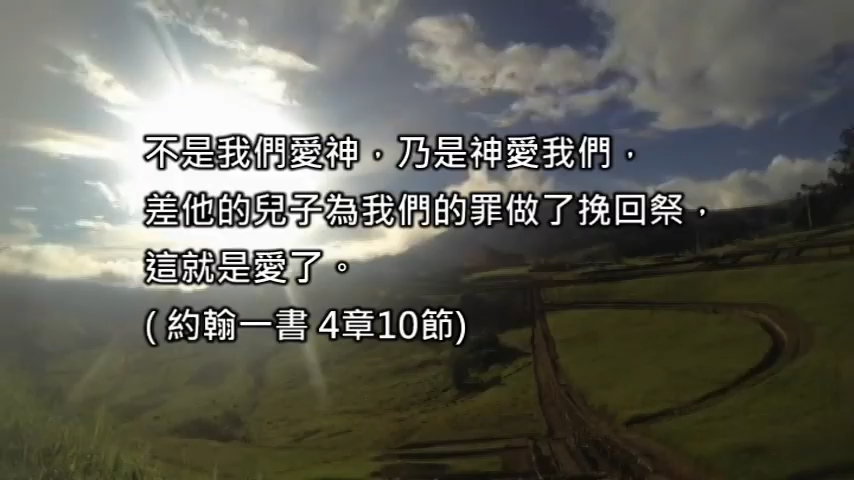 不是我們愛神，乃是神愛我們，
差他的兒子為我們的罪做了挽回祭，
這就是愛了。
( 約翰一書 4章10節)